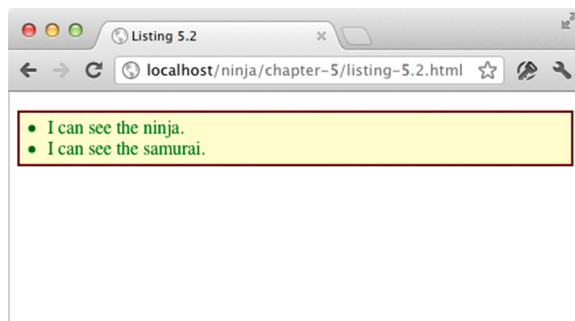 Listing 5.2
localhost/ninja/chapter-5/listing-5.2.html
I can see the ninja.
I can see the samurai.